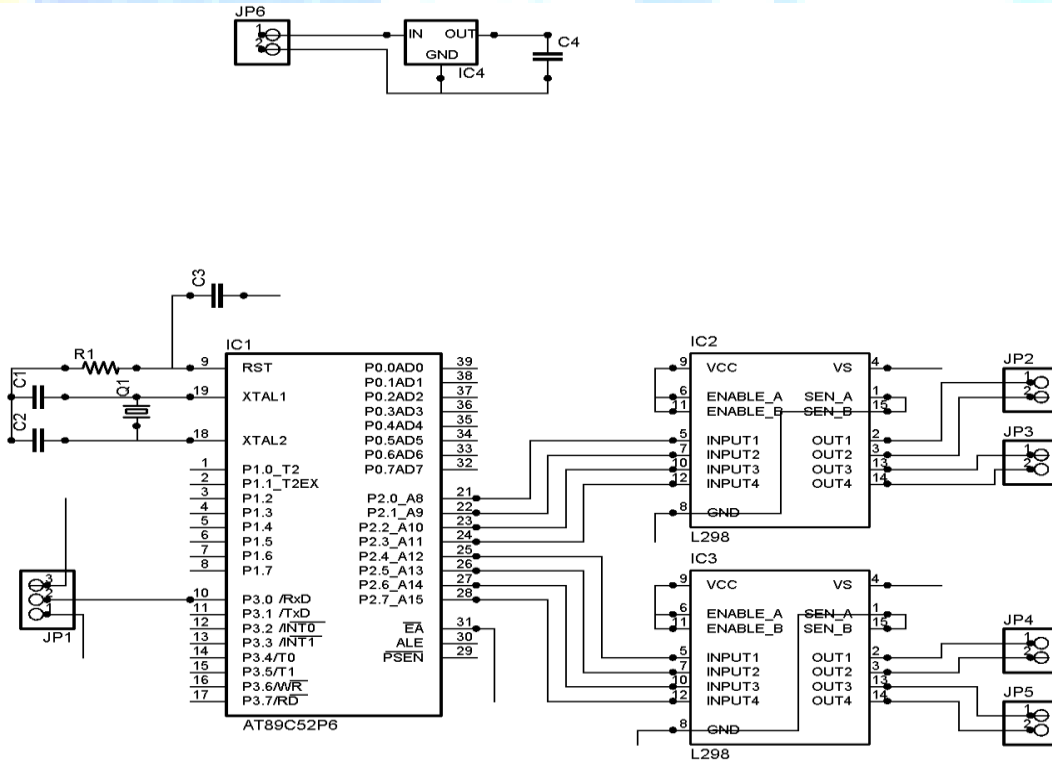 JP6
1
2
IN OUT
GND
IC4
C4
C3
R1
C1
C2
Q1
IC1
9 RST
19 XTAL1
18 XTAL2
1 P1.0_T2
2 P1.1_T2EX
3 P1.2
4 P1.3
5 P1.4
6 P1.5
7 P1.6
8 P1.7
10 P3.0 /RxD
11 P3.1 /TxD
12 P3.2 /INT0
13 P3.3 /INT1
14 P3.4/T0
15 P3.5/T1
16 P3.6/WR
17 P3.7/RD
P0.0AD0 39
P0.1AD1 38
P0.2AD2 37
P0.3AD3 36
P0.4AD4 35
P0.5AD5 34
P0.6AD6 33
P0.7AD7 32
P2.0_A8 21
P2.1_A9 22
P2.2_A10 23
P2.3_A11 24
P2.4_A12 25
P2.5_A13 26
P2.6_A14 27
P2.7_A15 28
EA 31
ALE 30
PSEN 29
AT89C52P6
3
2
1
JP1
IC2
9 VCC VS 4
6 ENABLE_A SEN_A 1
11 ENABLE_B SEN_B 15
5 INPUT1 OUT1 2
7 INPUT2 OUT2 3
10 INPUT3 OUT3 13
12 INPUT4 OUT4 14
8 GND
L298
JP2
1
2
JP3
1
2
IC3
9 VCC VS 4
6 ENABLE_A SEN_A 1
11 ENABLE_B SEN_B 15
5 INPUT1 OUT1 2
7 INPUT2 OUT2 3
10 INPUT3 OUT3 13
12 INPUT4 OUT4 14
8 GND
L298
JP4
1
2
JP5
1
2